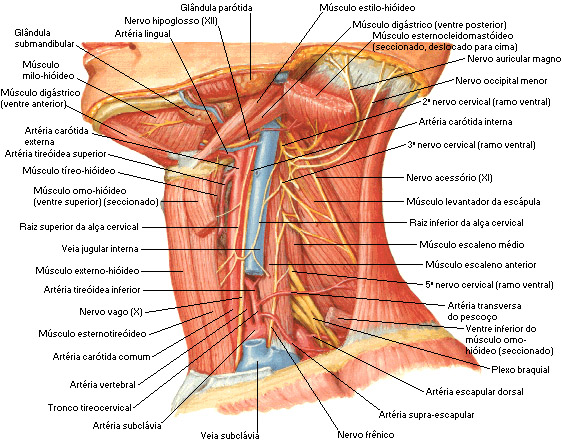 Glândula parótida
Nervo hipoglosso (XII)
Artéria lingual
Glândula
submandibular
Músculo
milo-hióideo
Músculo digástrico
(ventre anterior)
Artéria carótida
externa
Artéria tireóidea superior
Músculo tíreo-hióideo
Músculo omo-hióideo
(ventre superior) (seccionado)
Raiz superior da alça cervical
Veia jugular interna
Músculo externo-hióideo
Artéria tireóidea inferior
Nervo vago (X)
Músculo esternotireóideo
Artéria carótida comum
Artéria vertebral
Tronco tireocervical
Artéria subclávia
Veia subclávia
Músculo estilo-hióideo
Músculo digástrico (ventre posterior)
Músculo esternocleidomastóideo
(seccionado, deslocado para cima)
Nervo auricular magno
Nervo occipital menor
2º nervo cervical (ramo ventral)
Artéria carótida interna
3º nervo cervical (ramo ventral)
Nervo acessório (XI)
Músculo levantador da escápula
Raiz inferior da alça cervical
Músculo escaleno médio
Músculo escaleno anterior
5º nervo cervical (ramo ventral)
Artéria transversa
do pescoço
Ventre inferior do
músculo omo-
hióideo (seccionado)
Plexo braquial
Artéria escapular dorsal
Artéria supra-escapular
Nervo frênico